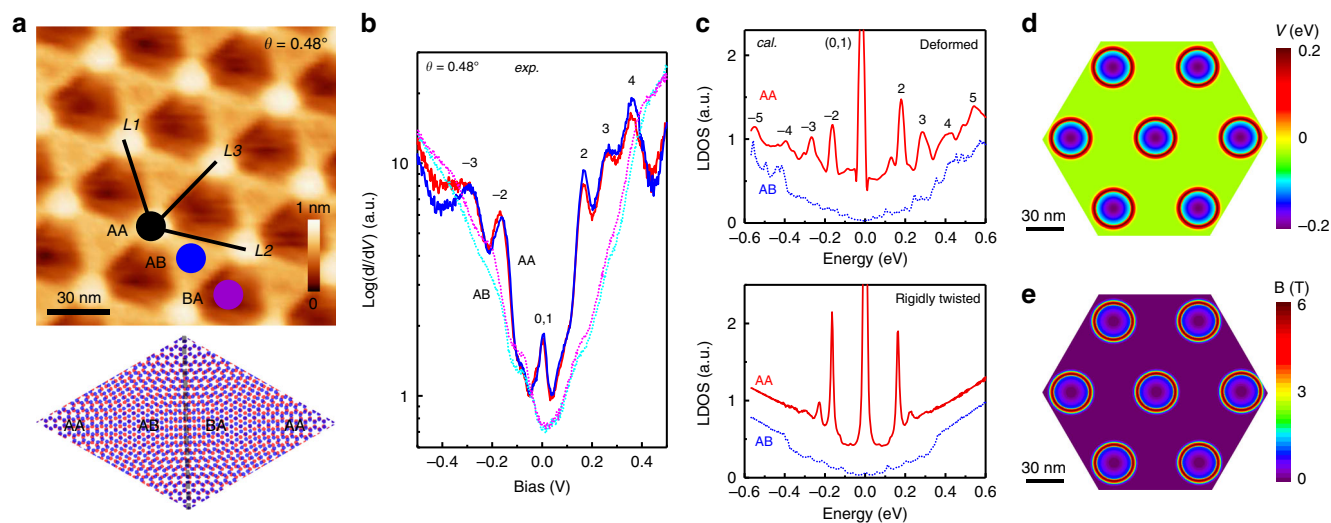 a
θ = 0.48°
L1
L3
AA
L2
AB
BA
1 nm
0
30 nm
AA
AB
BA
AA
b
θ = 0.48°
exp.
4
3
2
–3
–2
AA
AB
0,1
10
1
Log(dI/dV) (a.u.)
–0.4
–0.2
0.0
0.2
0.4
Bias (V)
c
cal.
(0,1)
Deformed
AA
–5
–4
–3
–2
2
3
4
5
AB
2
1
0
LDOS (a.u.)
–0.6
–0.4
–0.2
0.0
0.2
0.4
0.6
Energy (eV)
Rigidly twisted
AA
AB
2
1
0
LDOS (a.u.)
–0.6
–0.4
–0.2
0.0
0.2
0.4
0.6
Energy (eV)
d
V (eV)
0.2
0
–0.2
30 nm
e
B (T)
6
3
0
30 nm